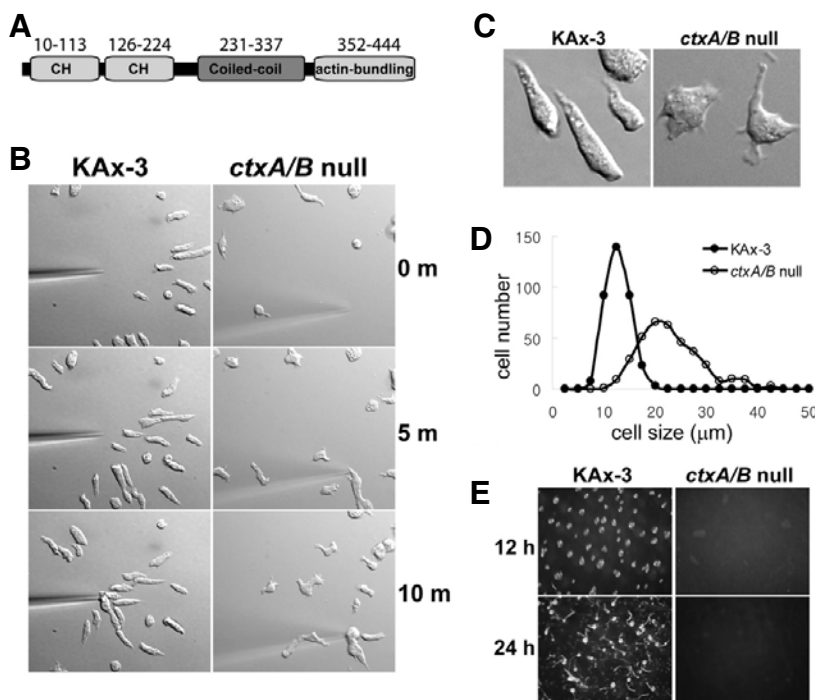 A
10-113 126-224 231-337 352-444
CH CH Coiled-coil actin-bundling
B
KAx-3 ctxA/B null
0 m
5 m
10 m
C
KAx-3 ctxA/B null
D
cell number
150
100
50
0
KAx-3
ctxA/B null
0 10 20 30 40 50
cell size (μm)
E
KAx-3 ctxA/B null
12 h
24 h